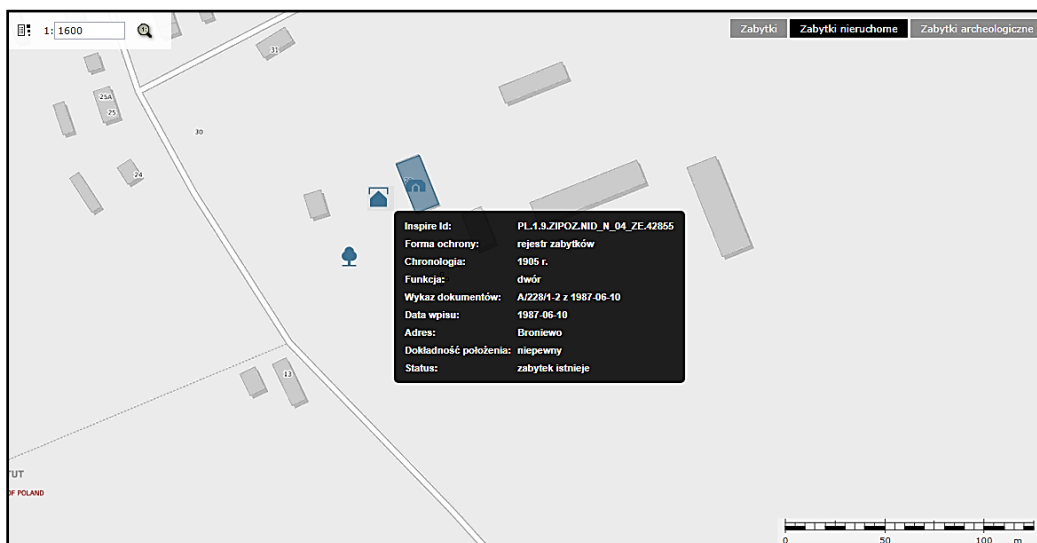 1: 1600
Zabytki Zabytki nieruchome Zabytki archeologiczne
31
25A
25
30
24
Inspire Id: PL.1.9.ZIPOZ.NID_N_04_ZE.42855
Forma ochrony: rejestr zabytków
Chronologia: 1905 r.
Funkcja: dwór
Wykaz dokumentów: A/228/1-2 z 1987-06-10
Data wpisu: 1987-06-10
Adres: Broniewo
Dokładność położenia: niepewny
Status: zabytek istnieje
13
TUT
OF POLAND
0 50 100 m